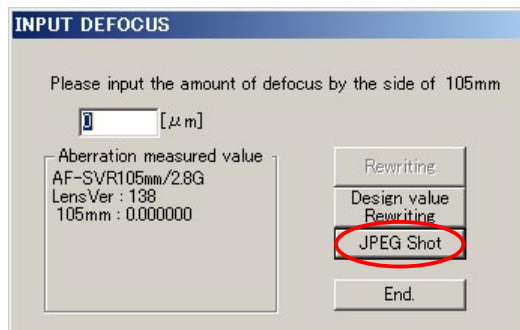 INPUT DEFOCUS
Please input the amount of defocus by the side of 105mm
0 [μm]
Aberration measured value
AF-SVR105mm/2.8G
LensVer : 138
105mm : 0.000000
Rewriting
Design value
Rewriting
JPEG Shot
End.